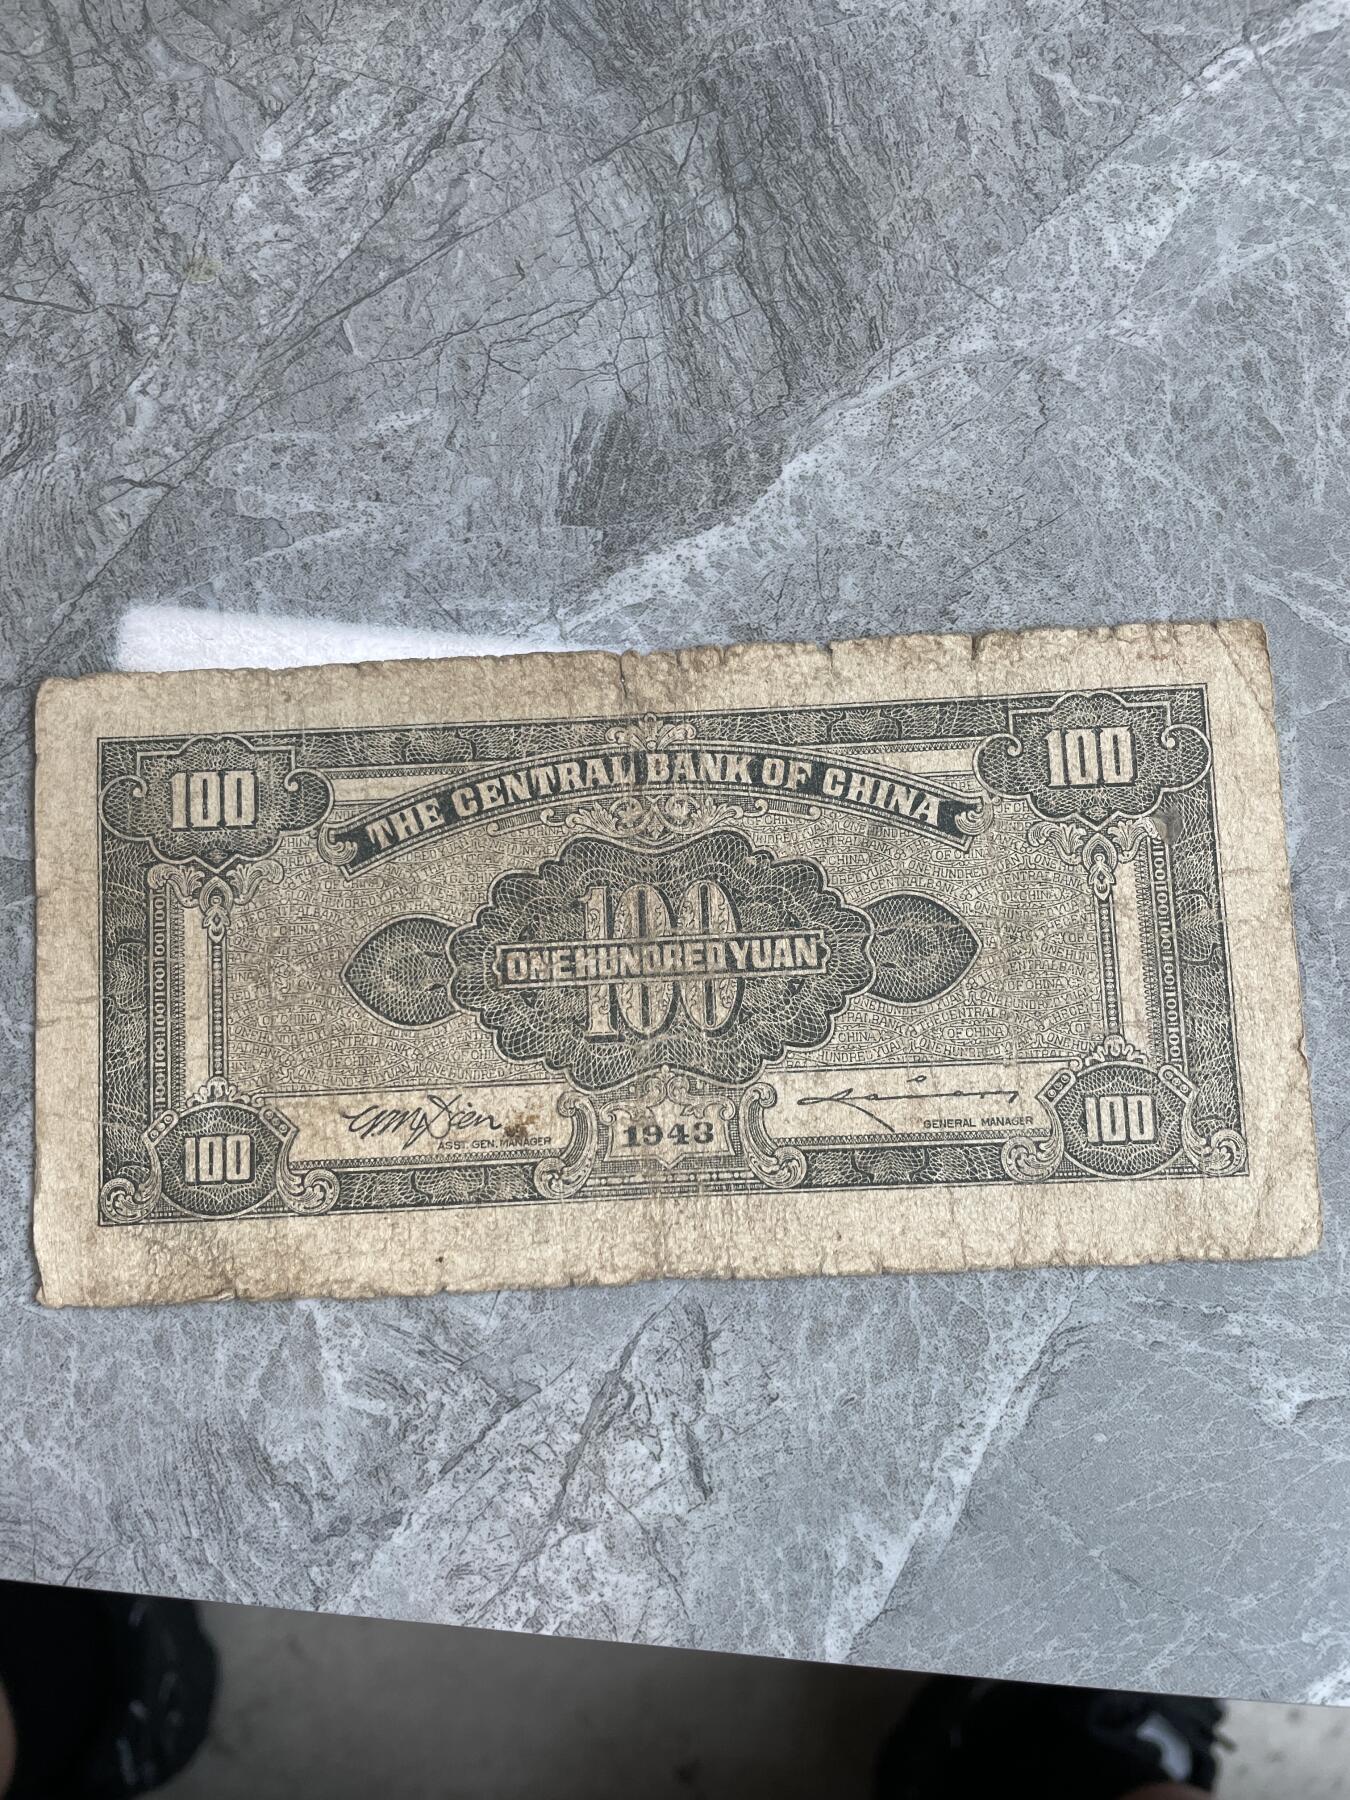 100
100
THE CENTRAL BANK OF CHINA
100
ONE HUNDRED YUAN
ASST. GEN. MANAGER
1943
GENERAL MANAGER
100
100